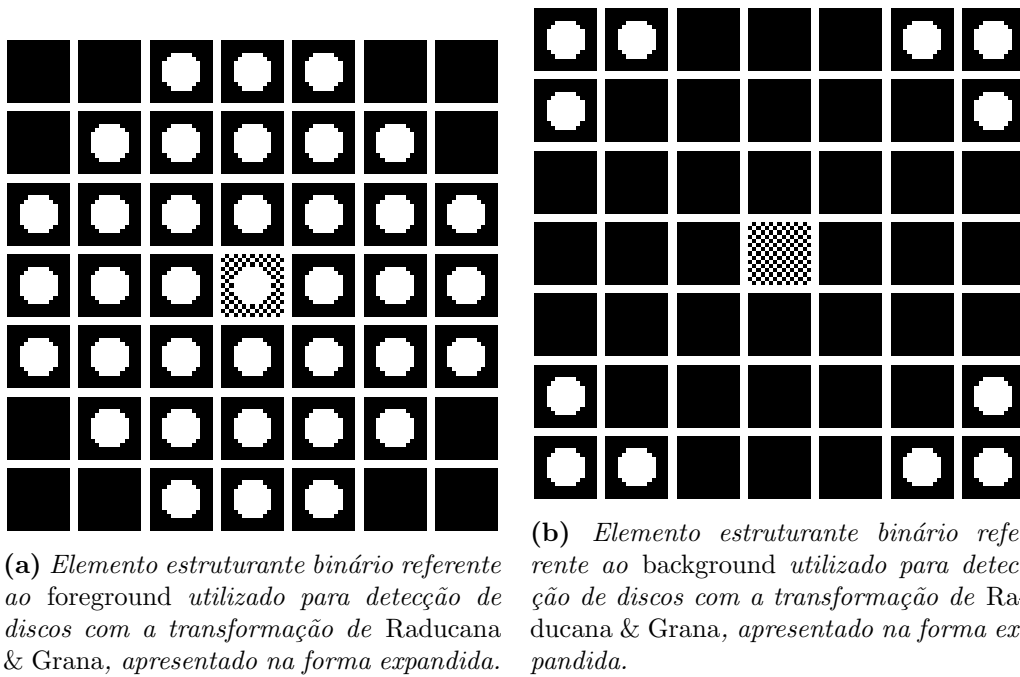 (a) Elemento estruturante binário referente
ao foreground utilizado para detecção de
discos com a transformação de Raducana
& Grana, apresentado na forma expandida.
(b) Elemento estruturante binário refe
rente ao background utilizado para detec
ção de discos com a transformação de Ra
ducana & Grana, apresentado na forma ex
pandida.